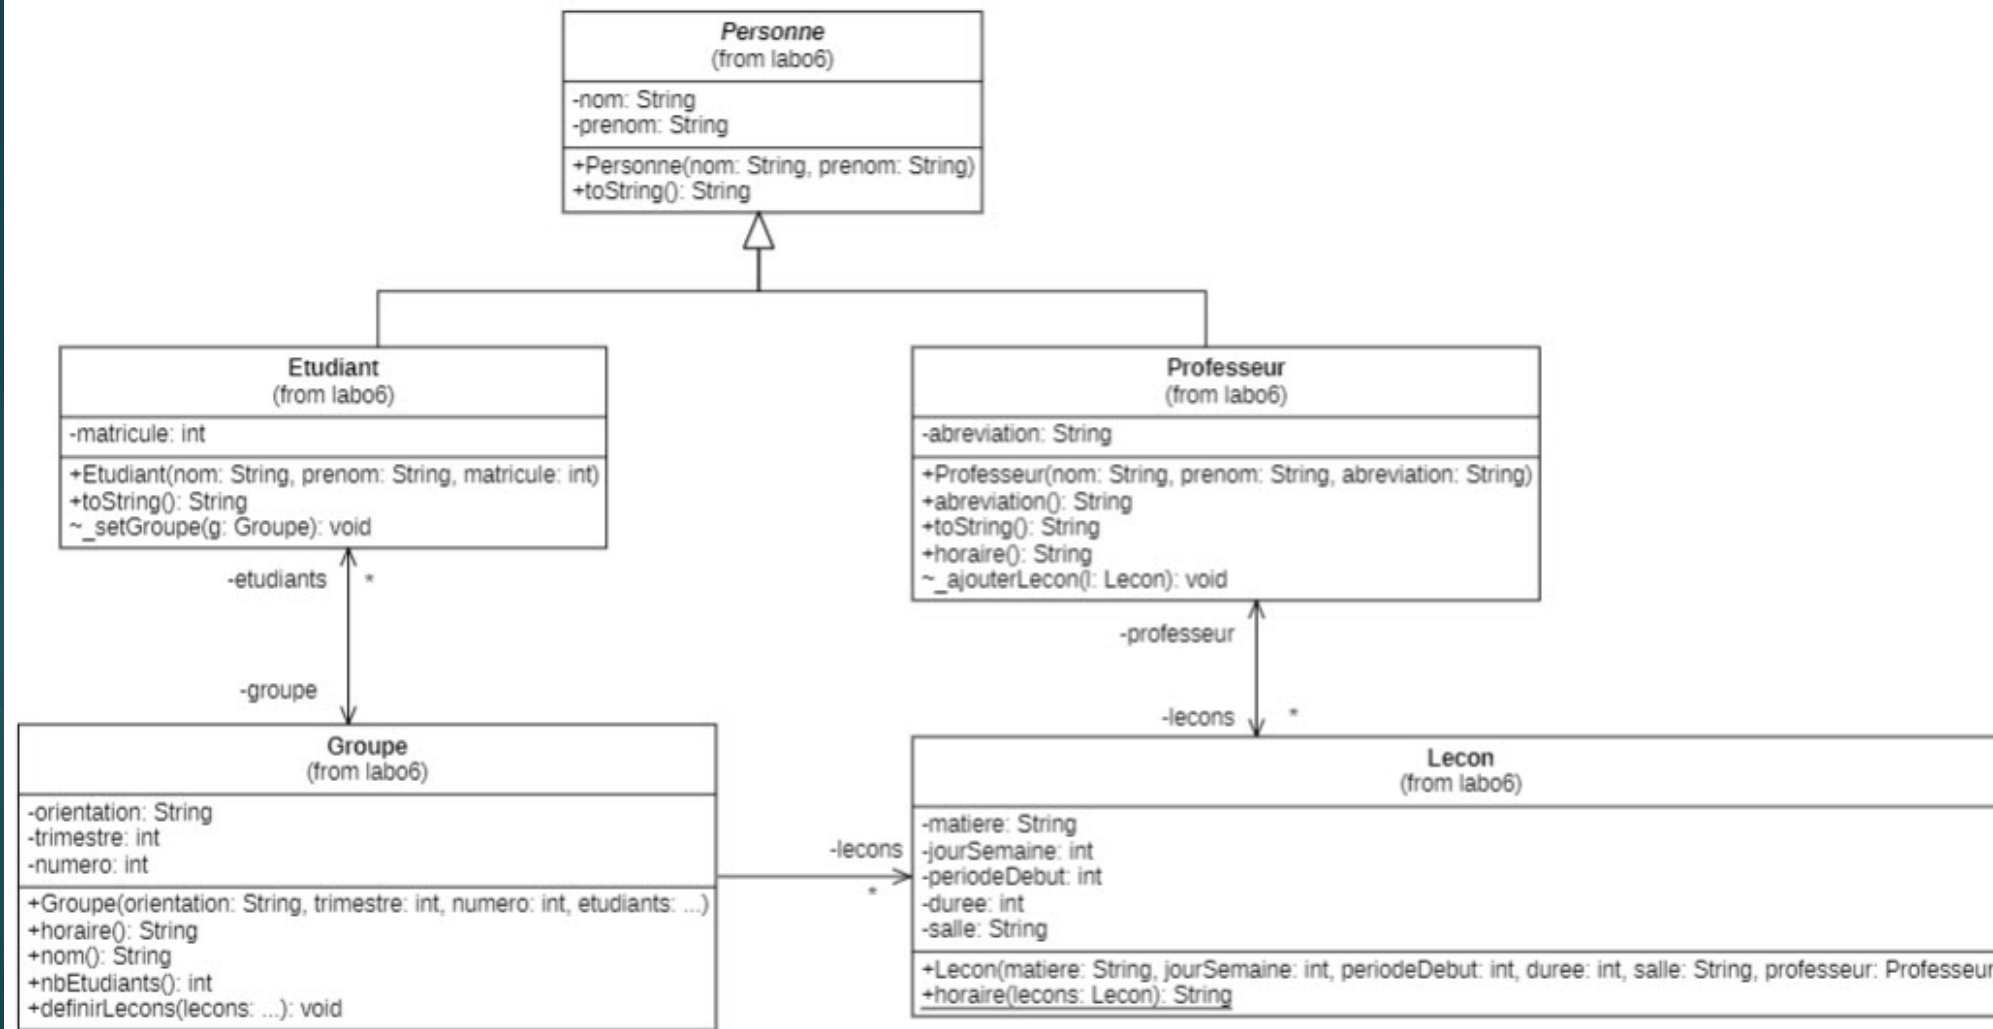 Personne
(from labo6)
-nom: String
-prenom: String
+Personne(nom: String, prenom: String)
+toString(): String
Etudiant
(from labo6)
-matricule: int
+Etudiant(nom: String, prenom: String, matricule: int)
+toString(): String
~_setGroupe(g: Groupe): void
Professeur
(from labo6)
-abreviation: String
+Professeur(nom: String, prenom: String, abreviation: String)
+abreviation(): String
+toString(): String
+horaire(): String
~_ajouterLecon(l: Lecon): void
-etudiants *
-groupe
-professeur
-lecons *
Groupe
(from labo6)
-orientation: String
-trimestre: int
-numero: int
+Groupe(orientation: String, trimestre: int, numero: int, etudiants: ...)
+horaire(): String
+nom(): String
+nbEtudiants(): int
+definirLecons(lecons: ...): void
-lecons
*
Lecon
(from labo6)
-matiere: String
-jourSemaine: int
-periodeDebut: int
-duree: int
-salle: String
+Lecon(matiere: String, jourSemaine: int, periodeDebut: int, duree: int, salle: String, professeur: Professeur
+horaire(lecons: Lecon): String